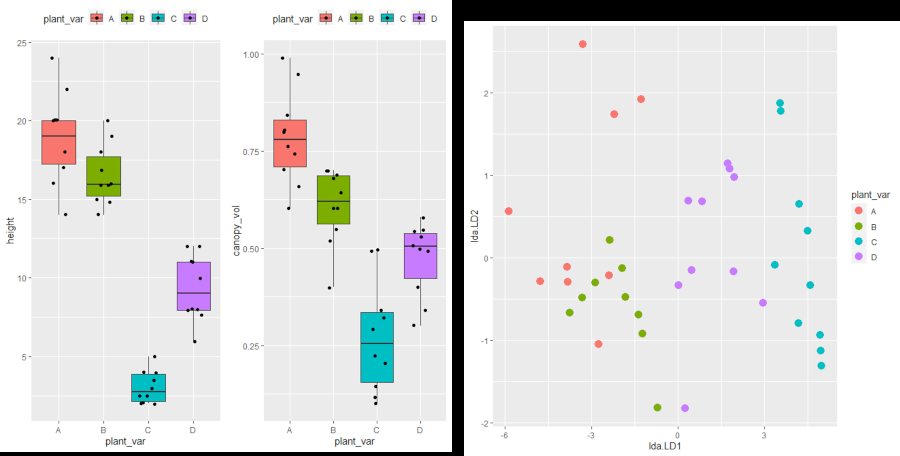 plant_var A B C D
25
20
15
10
5
height
A B C D
plant_var
plant_var A B C D
1.00
0.75
0.50
0.25
canopy_vol
A B C D
plant_var
2
1
0
-1
-2
lda.LD2
-6 -3 0 3
lda.LD1
plant_var
A
B
C
D